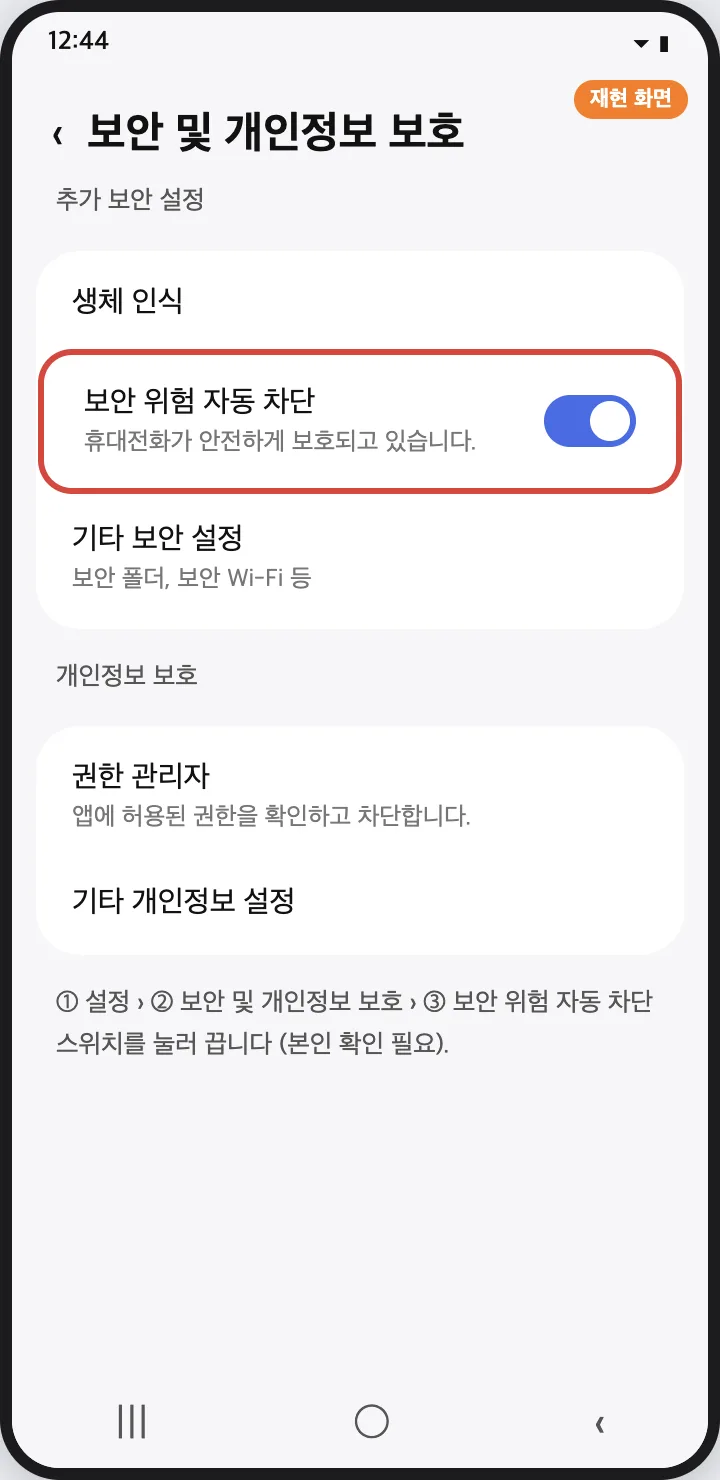 12:44
재현 화면
‹ 보안 및 개인정보 보호
추가 보안 설정
생체 인식
보안 위험 자동 차단
휴대전화가 안전하게 보호되고 있습니다.
기타 보안 설정
보안 폴더, 보안 Wi-Fi 등
개인정보 보호
권한 관리자
앱에 허용된 권한을 확인하고 차단합니다.
기타 개인정보 설정
① 설정 › ② 보안 및 개인정보 보호 › ③ 보안 위험 자동 차단
스위치를 눌러 끕니다 (본인 확인 필요).